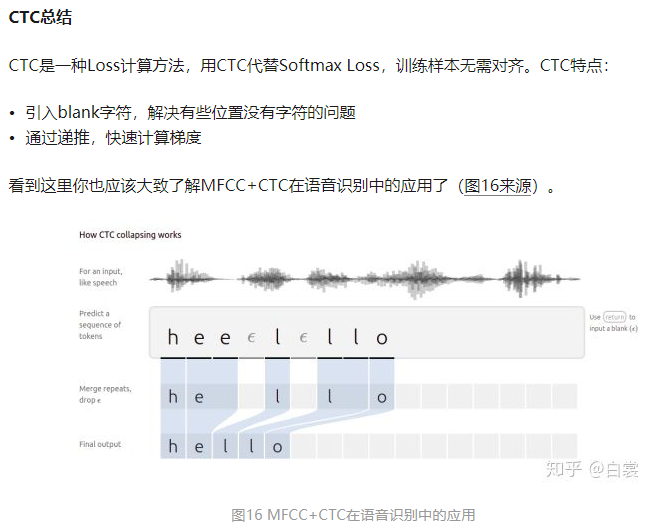 CTC总结
CTC是一种Loss计算方法，用CTC代替Softmax Loss，训练样本无需对齐。CTC特点：
• 引入blank字符，解决有些位置没有字符的问题
• 通过递推，快速计算梯度
看到这里你也应该大致了解MFCC+CTC在语音识别中的应用了（图16来源）。
How CTC collapsing works
For an input,
like speech
Predict a
sequence of
tokens
h e e ϵ l ϵ l l o
Use return to
input a blank (ϵ)
Merge repeats,
drop ϵ
h e l l o
Final output
h e l l o
知乎 @白裳
图16 MFCC+CTC在语音识别中的应用